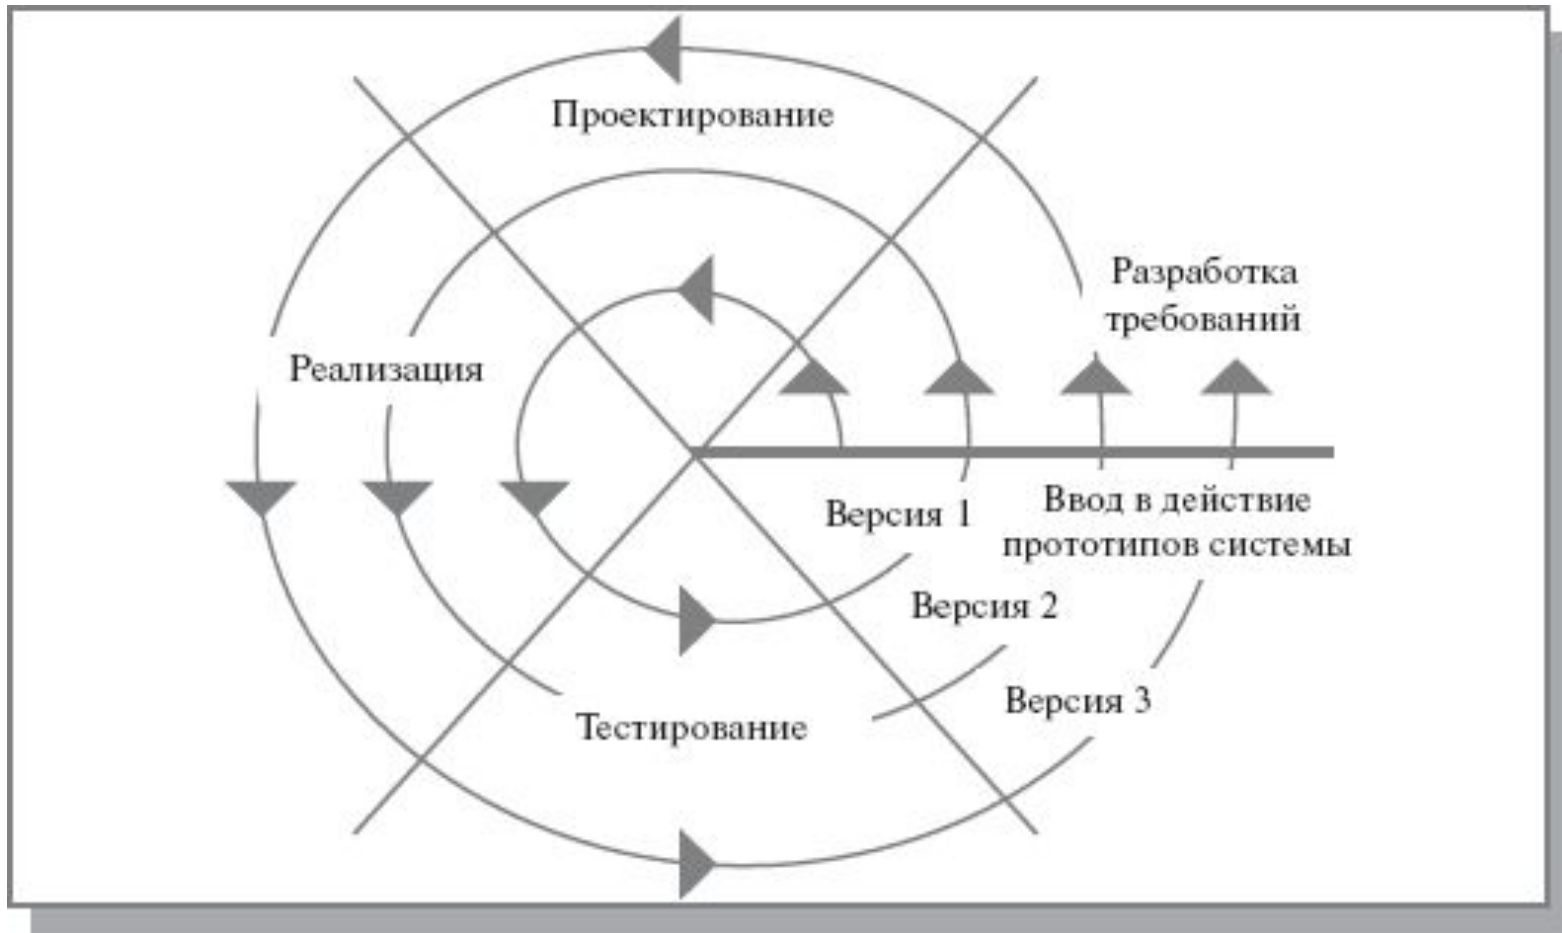 Проектирование
Разработка
требований
Реализация
Версия 1
Ввод в действие
прототипов системы
Версия 2
Версия 3
Тестирование